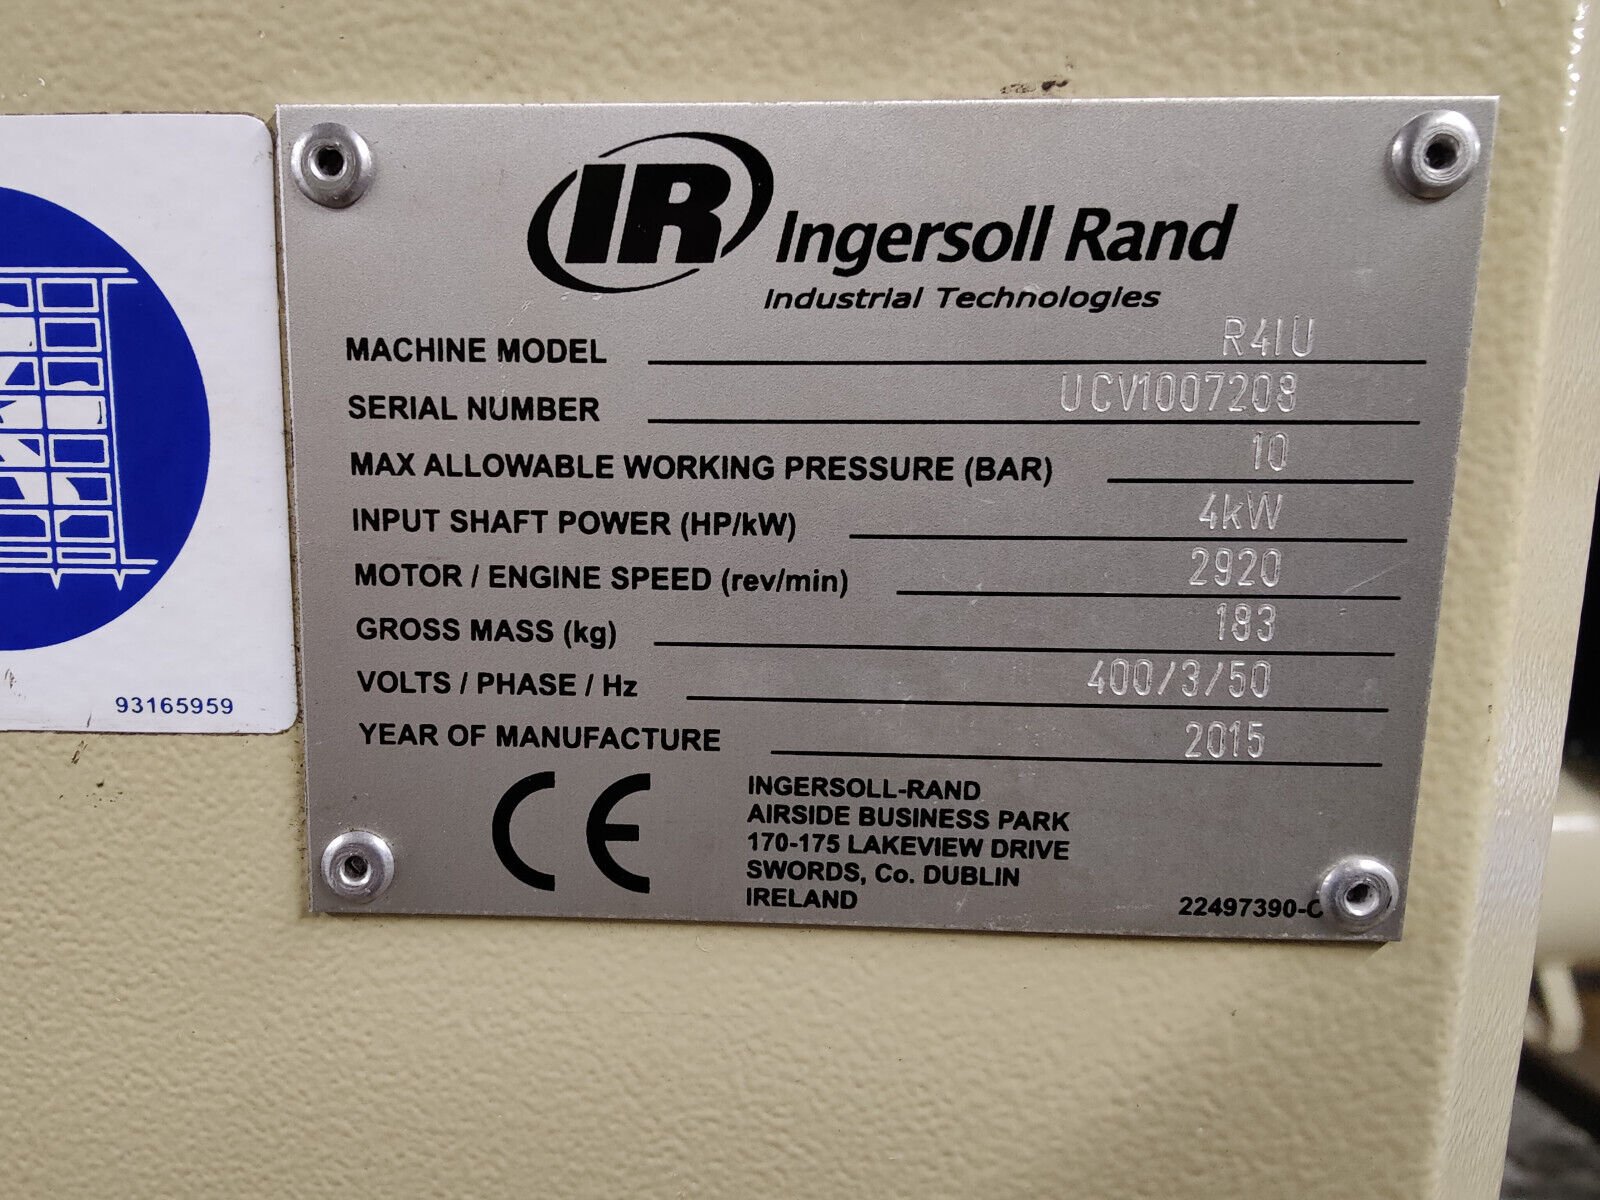 IR Ingersoll Rand
Industrial Technologies
MACHINE MODEL R4IU
SERIAL NUMBER UCV1007208
MAX ALLOWABLE WORKING PRESSURE (BAR) 10
INPUT SHAFT POWER (HP/kW) 4kW
MOTOR / ENGINE SPEED (rev/min) 2920
GROSS MASS (kg) 183
VOLTS / PHASE / Hz 400/3/50
YEAR OF MANUFACTURE 2015
CE
INGERSOLL-RAND
AIRSIDE BUSINESS PARK
170-175 LAKEVIEW DRIVE
SWORDS, Co. DUBLIN
IRELAND
22497390-C
93165959